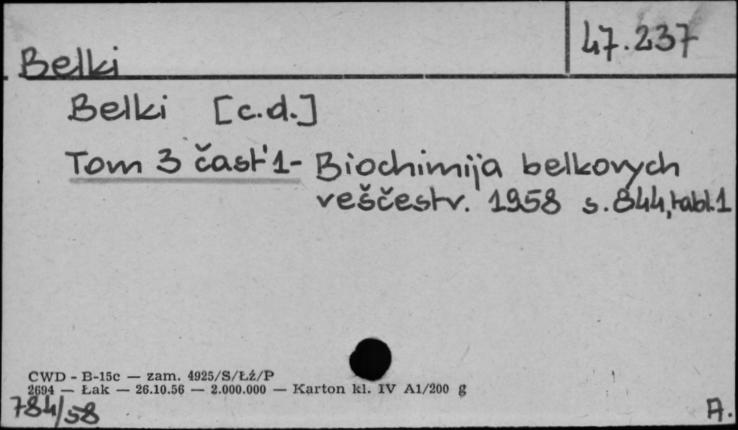 47.237
Belki
Belki [c.d.]
Tom 3 čast'1- Biochimija belkovych
veščestv. 1958 s.844,tabl.1
CWD - B-15c — zam. 4925/S/Łź/P
2694 — Łak — 26.10.56 — 2.000.000 — Karton kl. IV A1/200 g
784/58
A.